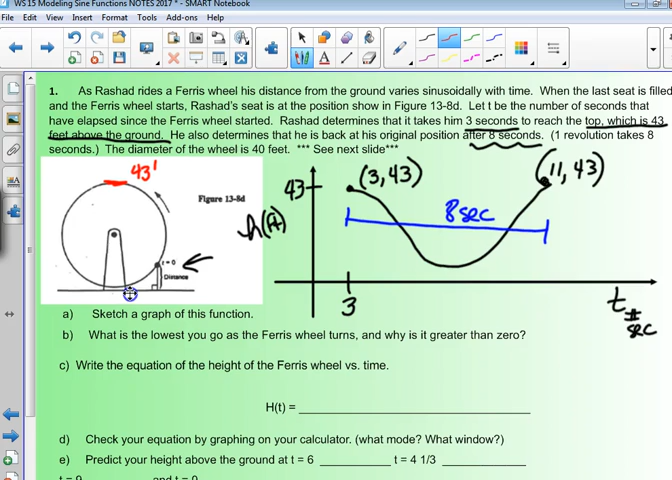 WS 15 Modeling Sine Functions NOTES 2017 * - SMART Notebook
File Edit View Insert Format Tools Add-ons Help
1. As Rashad rides a Ferris wheel his distance from the ground varies sinusoidally with time. When the last seat is filled
and the Ferris wheel starts, Rashad's seat is at the position show in Figure 13-8d. Let t be the number of seconds that
have elapsed since the Ferris wheel started. Rashad determines that it takes him 3 seconds to reach the top, which is 43
feet above the ground. He also determines that he is back at his original position after 8 seconds. (1 revolution takes 8
seconds.) The diameter of the wheel is 40 feet. *** See next slide***
43'
Figure 13-8d
t = 0
Distance
43
(3, 43)
(11, 43)
h(ft)
8 sec
3
t
# sec
a) Sketch a graph of this function.
b) What is the lowest you go as the Ferris wheel turns, and why is it greater than zero?
c) Write the equation of the height of the Ferris wheel vs. time.
H(t) =
d) Check your equation by graphing on your calculator. (what mode? What window?)
e) Predict your height above the ground at t = 6 t = 4 1/3
t = 9 and t = 0